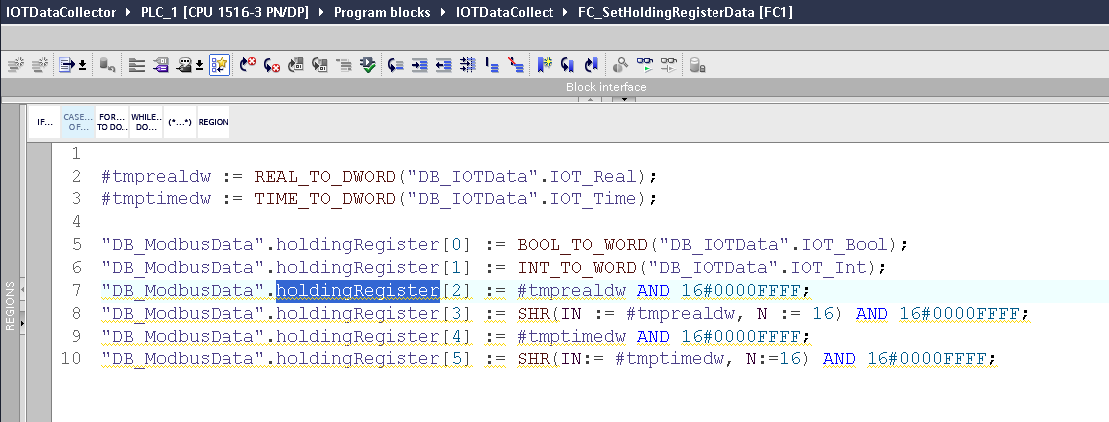 IOTDataCollector ▸ PLC_1 [CPU 1516-3 PN/DP] ▸ Program blocks ▸ IOTDataCollect ▸ FC_SetHoldingRegisterData [FC1]
Block interface
IF... CASE... OF... FOR... TO DO... WHILE... DO... (*...*) REGION
REGIONS
1
2 #tmprealdw := REAL_TO_DWORD("DB_IOTData".IOT_Real);
3 #tmptimedw := TIME_TO_DWORD("DB_IOTData".IOT_Time);
4
5 "DB_ModbusData".holdingRegister[0] := BOOL_TO_WORD("DB_IOTData".IOT_Bool);
6 "DB_ModbusData".holdingRegister[1] := INT_TO_WORD("DB_IOTData".IOT_Int);
7 "DB_ModbusData".holdingRegister[2] := #tmprealdw AND 16#0000FFFF;
8 "DB_ModbusData".holdingRegister[3] := SHR(IN := #tmprealdw, N := 16) AND 16#0000FFFF;
9 "DB_ModbusData".holdingRegister[4] := #tmptimedw AND 16#0000FFFF;
10 "DB_ModbusData".holdingRegister[5] := SHR(IN:= #tmptimedw, N:=16) AND 16#0000FFFF;